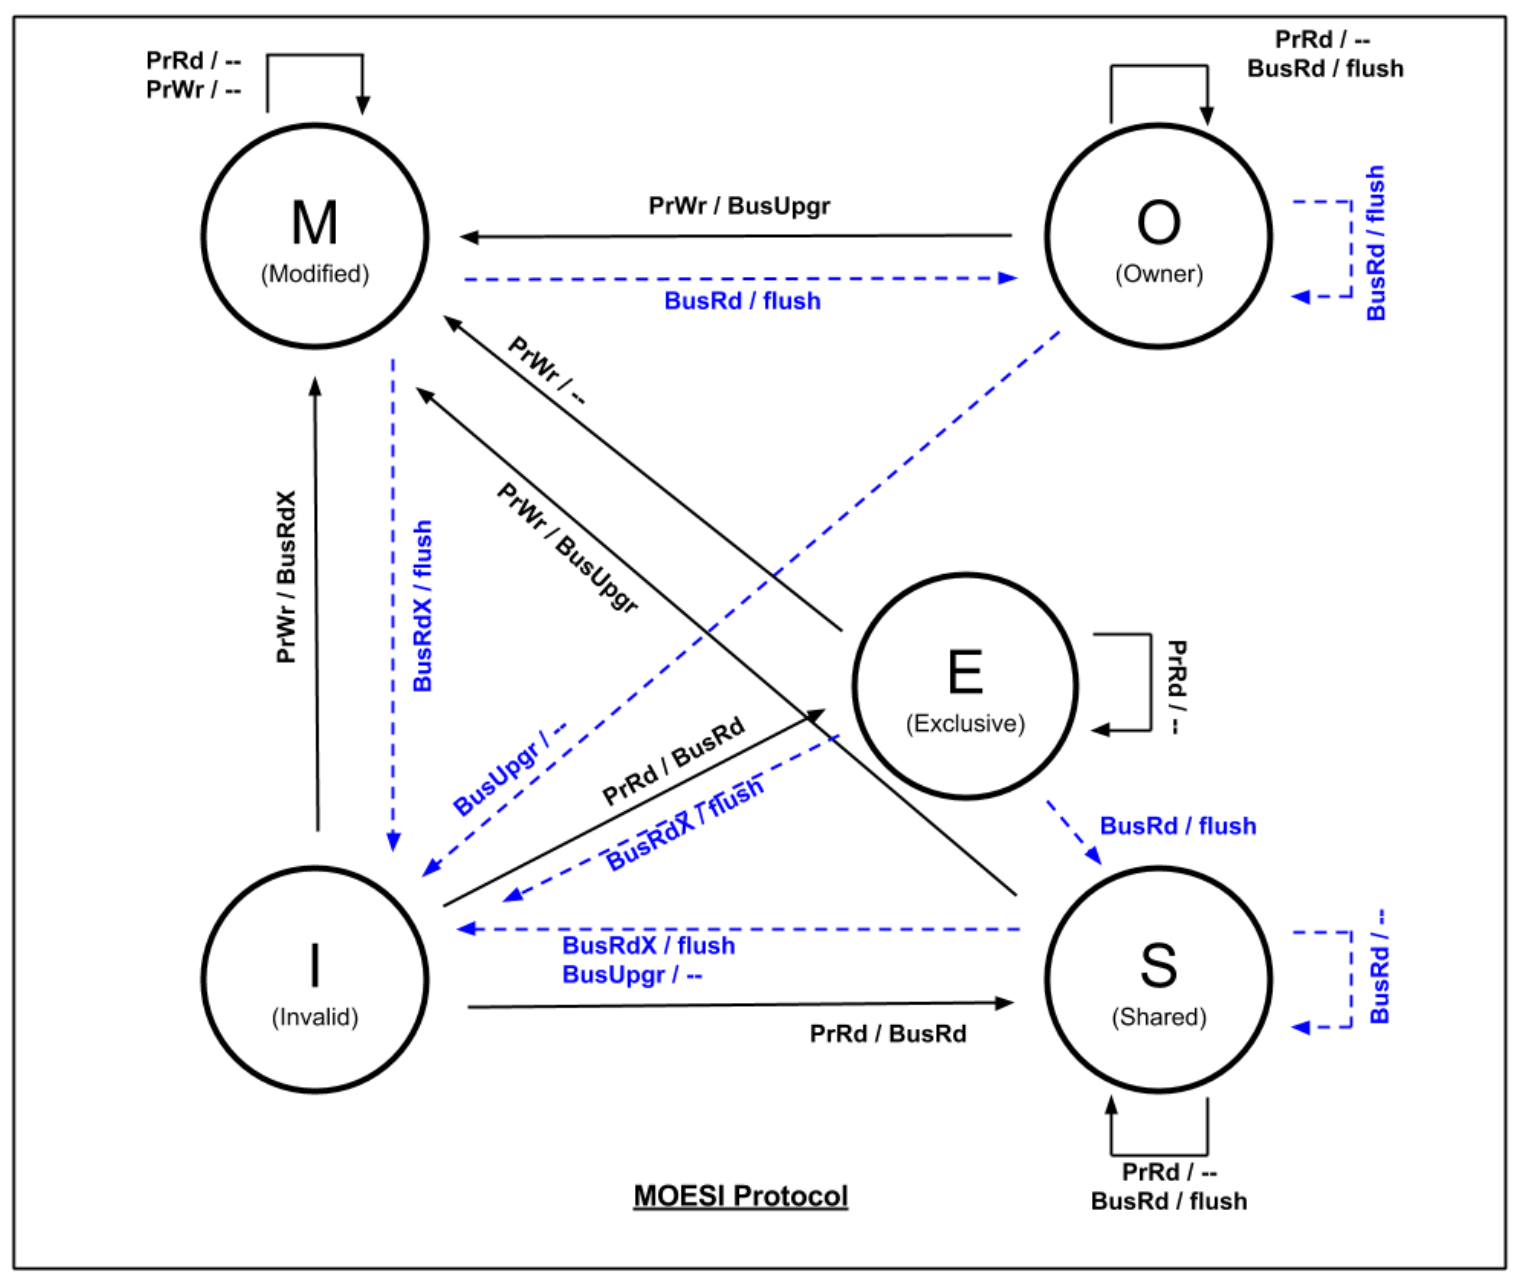 PrRd / --
PrWr / --
PrRd / --
BusRd / flush
M
(Modified)
O
(Owner)
PrWr / BusUpgr
BusRd / flush
BusRd / flush
PrWr / --
PrWr / BusUpgr
PrWr / BusRdX
BusRdX / flush
E
(Exclusive)
PrRd / --
BusUpgr / --
PrRd / BusRd
BusRdX / flush
BusRd / flush
I
(Invalid)
BusRdX / flush
BusUpgr / --
S
(Shared)
BusRd / --
PrRd / BusRd
PrRd / --
BusRd / flush
MOESI Protocol